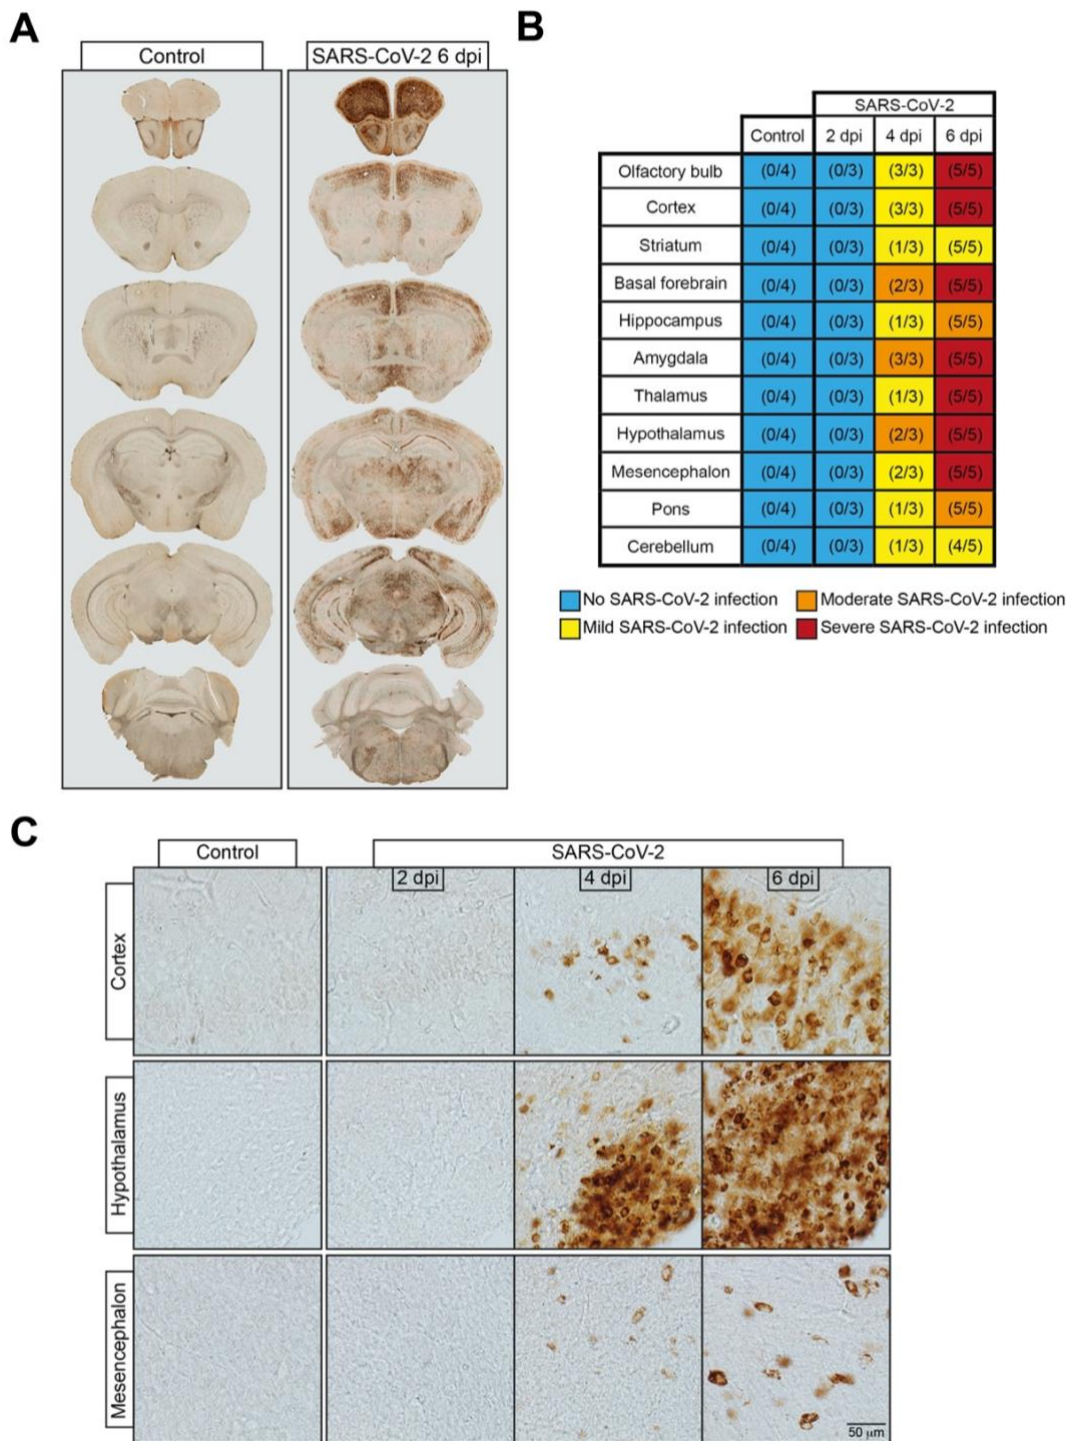 A
Control
SARS-CoV-2 6 dpi
B
SARS-CoV-2
Control 2 dpi 4 dpi 6 dpi
Olfactory bulb (0/4) (0/3) (3/3) (5/5)
Cortex (0/4) (0/3) (3/3) (5/5)
Striatum (0/4) (0/3) (1/3) (5/5)
Basal forebrain (0/4) (0/3) (2/3) (5/5)
Hippocampus (0/4) (0/3) (1/3) (5/5)
Amygdala (0/4) (0/3) (3/3) (5/5)
Thalamus (0/4) (0/3) (1/3) (5/5)
Hypothalamus (0/4) (0/3) (2/3) (5/5)
Mesencephalon (0/4) (0/3) (2/3) (5/5)
Pons (0/4) (0/3) (1/3) (5/5)
Cerebellum (0/4) (0/3) (1/3) (4/5)
No SARS-CoV-2 infection Moderate SARS-CoV-2 infection
Mild SARS-CoV-2 infection Severe SARS-CoV-2 infection
C
Control
SARS-CoV-2
2 dpi 4 dpi 6 dpi
Cortex
Hypothalamus
Mesencephalon
50 μm